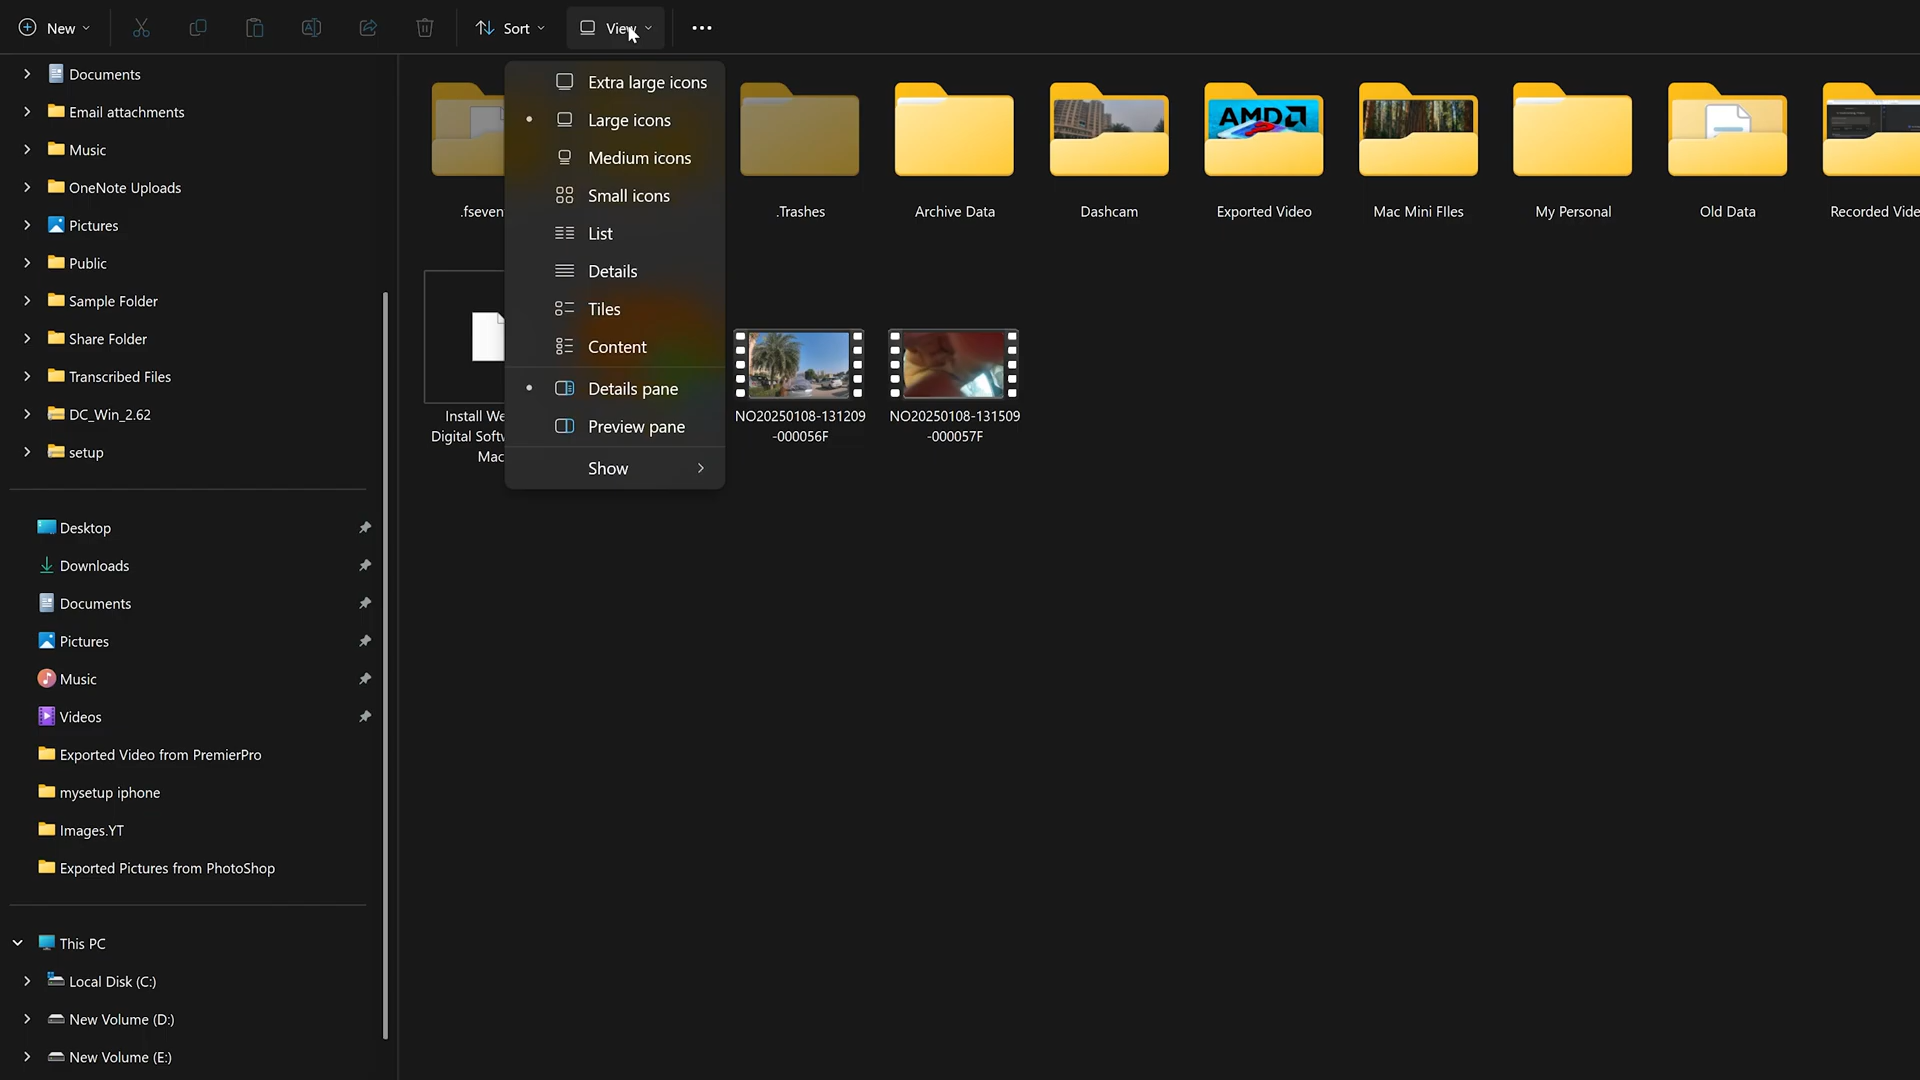 New
Sort
View
Documents
Email attachments
Music
OneNote Uploads
Pictures
Public
Sample Folder
Share Folder
Transcribed Files
DC_Win_2.62
setup
Desktop
Downloads
Documents
Pictures
Music
Videos
Exported Video from PremierPro
mysetup iphone
Images.YT
Exported Pictures from PhotoShop
This PC
Local Disk (C:)
New Volume (D:)
New Volume (E:)
Extra large icons
Large icons
Medium icons
Small icons
List
Details
Tiles
Content
Details pane
Preview pane
Show
AMD
.fseven
.Trashes
Archive Data
Dashcam
Exported Video
Mac Mini FIles
My Personal
Old Data
Recorded Vide
Install We
Digital Softw
Mac
NO20250108-131209
-000056F
NO20250108-131509
-000057F